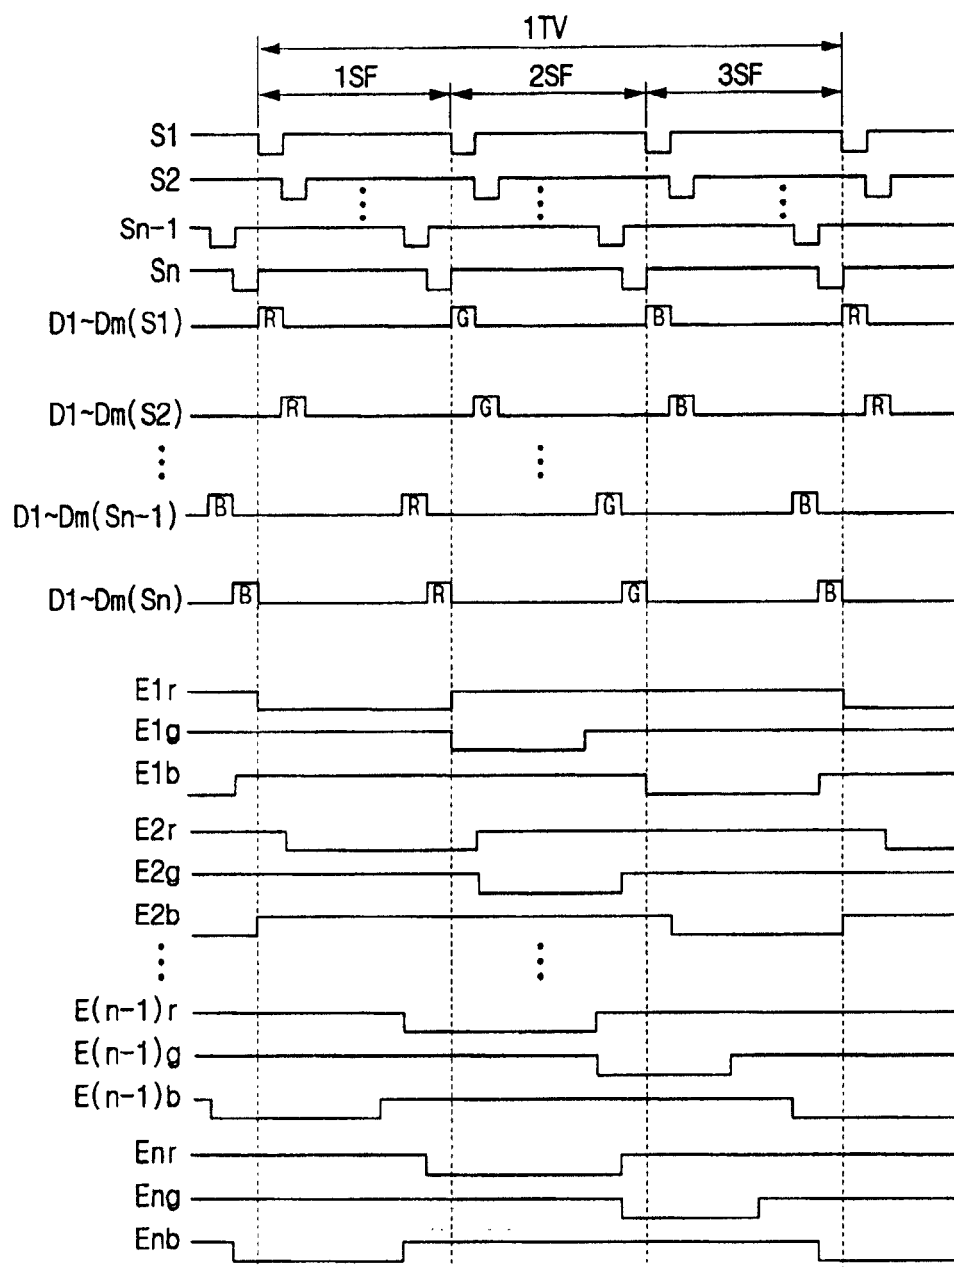 1TV
1SF 2SF 3SF
S1
S2
Sn-1
Sn
D1~Dm(S1) R G B R
D1~Dm(S2) R G B R
D1~Dm(Sn-1) B R G B
D1~Dm(Sn) B R G B
E1r
E1g
E1b
E2r
E2g
E2b
E(n-1)r
E(n-1)g
E(n-1)b
Enr
Eng
Enb